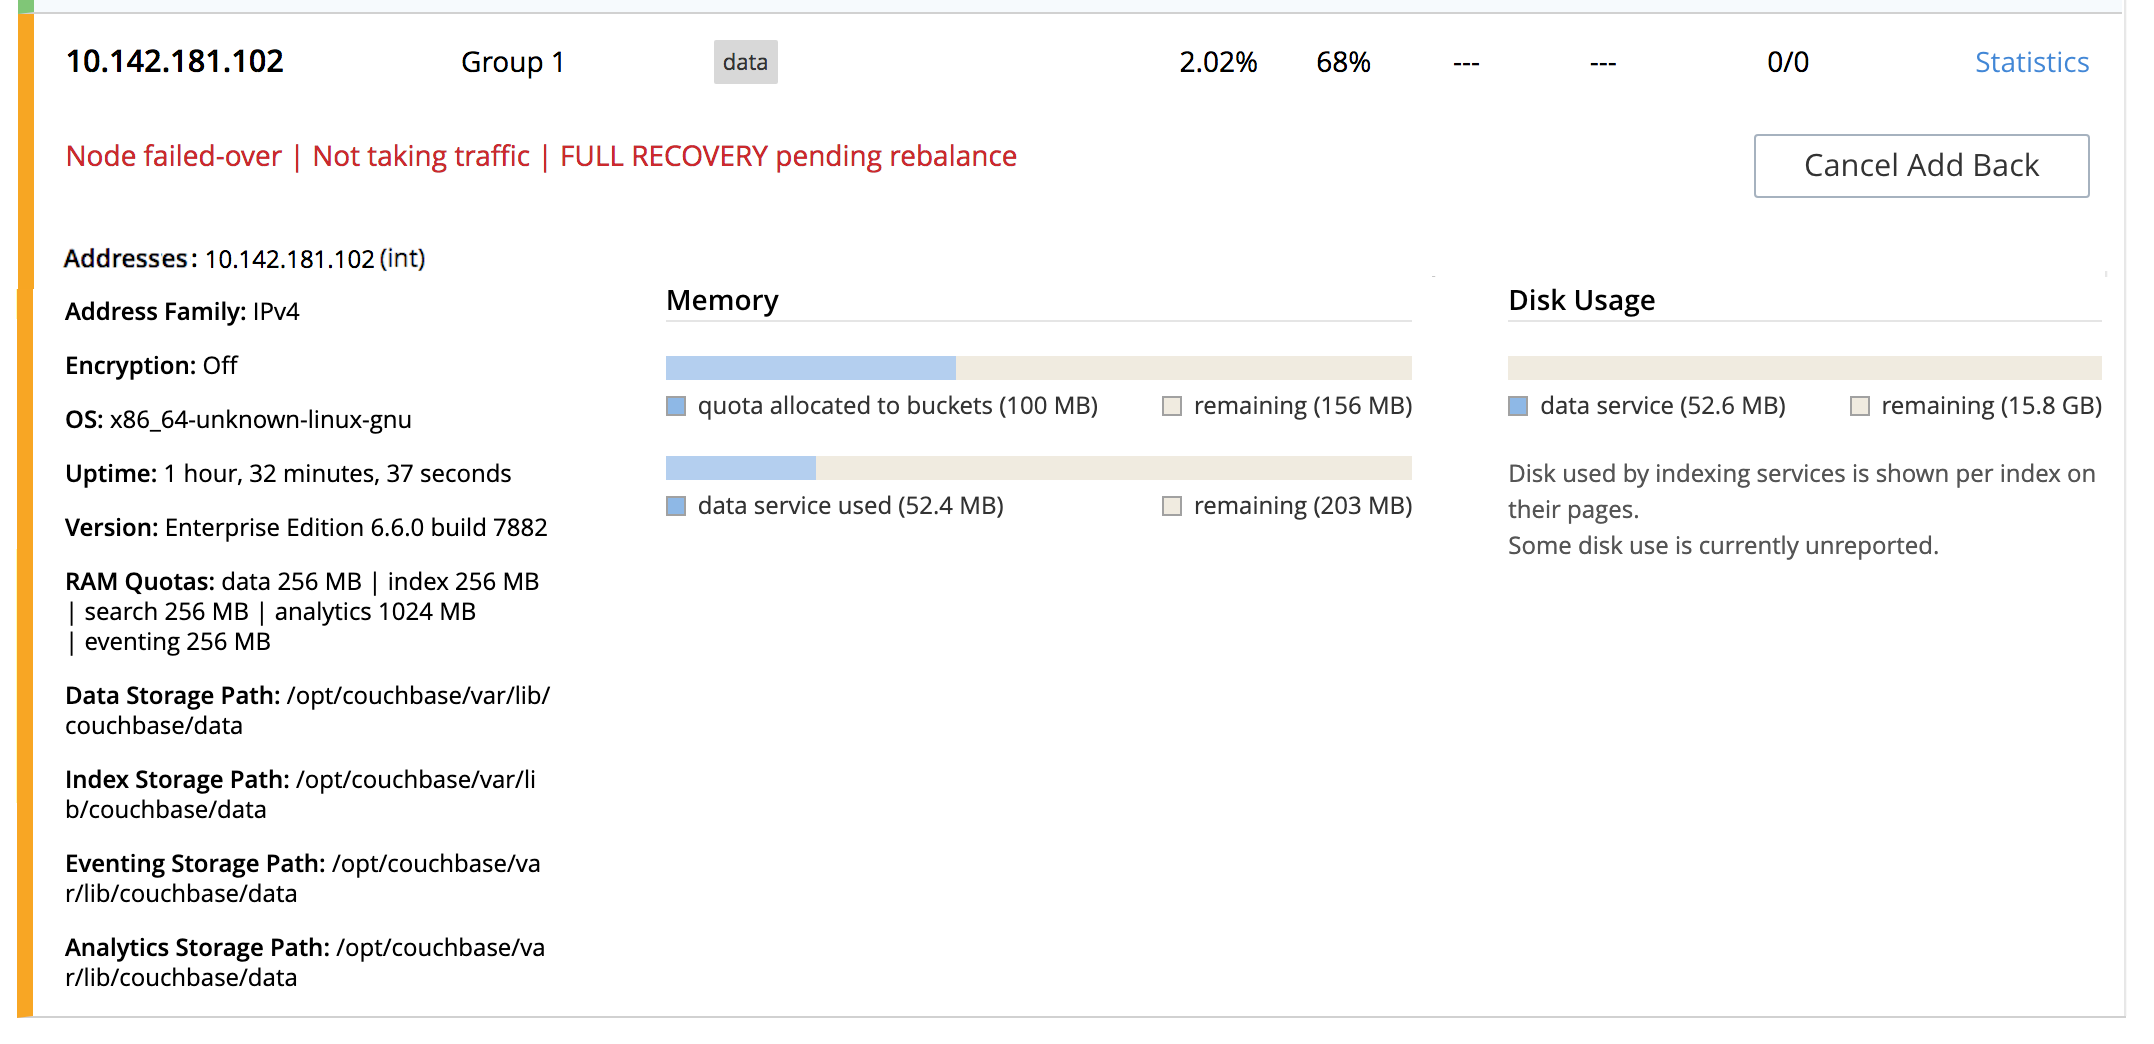 10.142.181.102 Group 1 data 2.02% 68% --- --- 0/0 Statistics
Node failed-over | Not taking traffic | FULL RECOVERY pending rebalance
Cancel Add Back
Addresses: 10.142.181.102 (int)
Address Family: IPv4
Encryption: Off
OS: x86_64-unknown-linux-gnu
Uptime: 1 hour, 32 minutes, 37 seconds
Version: Enterprise Edition 6.6.0 build 7882
RAM Quotas: data 256 MB | index 256 MB
| search 256 MB | analytics 1024 MB
| eventing 256 MB
Data Storage Path: /opt/couchbase/var/lib/
couchbase/data
Index Storage Path: /opt/couchbase/var/li
b/couchbase/data
Eventing Storage Path: /opt/couchbase/va
r/lib/couchbase/data
Analytics Storage Path: /opt/couchbase/va
r/lib/couchbase/data
Memory
quota allocated to buckets (100 MB) remaining (156 MB)
data service used (52.4 MB) remaining (203 MB)
Disk Usage
data service (52.6 MB) remaining (15.8 GB)
Disk used by indexing services is shown per index on
their pages.
Some disk use is currently unreported.